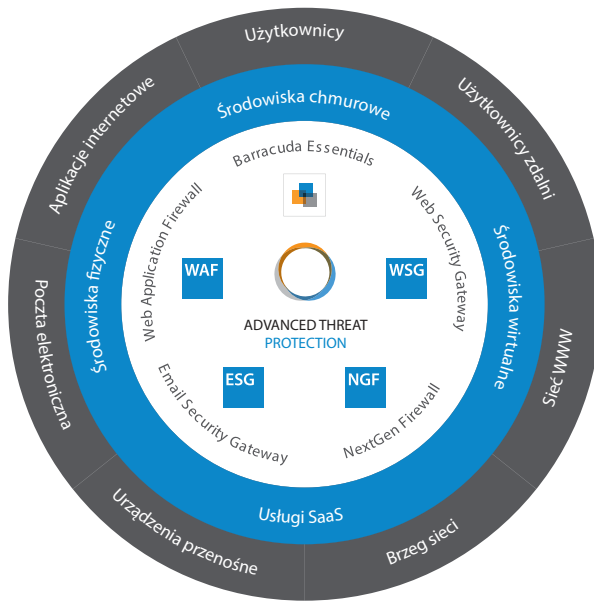 Użytkownicy
Użytkownicy zdalni
Sieć WWW
Brzeg sieci
Urządzenia przenośne
Poczta elektroniczna
Aplikacje internetowe
Środowiska chmurowe
Środowiska wirtualne
Usługi SaaS
Środowiska fizyczne
Barracuda Essentials
Web Application Firewall
WAF
WSG
Web Security Gateway
ADVANCED THREAT
PROTECTION
ESG
NGF
Email Security Gateway
NextGen Firewall